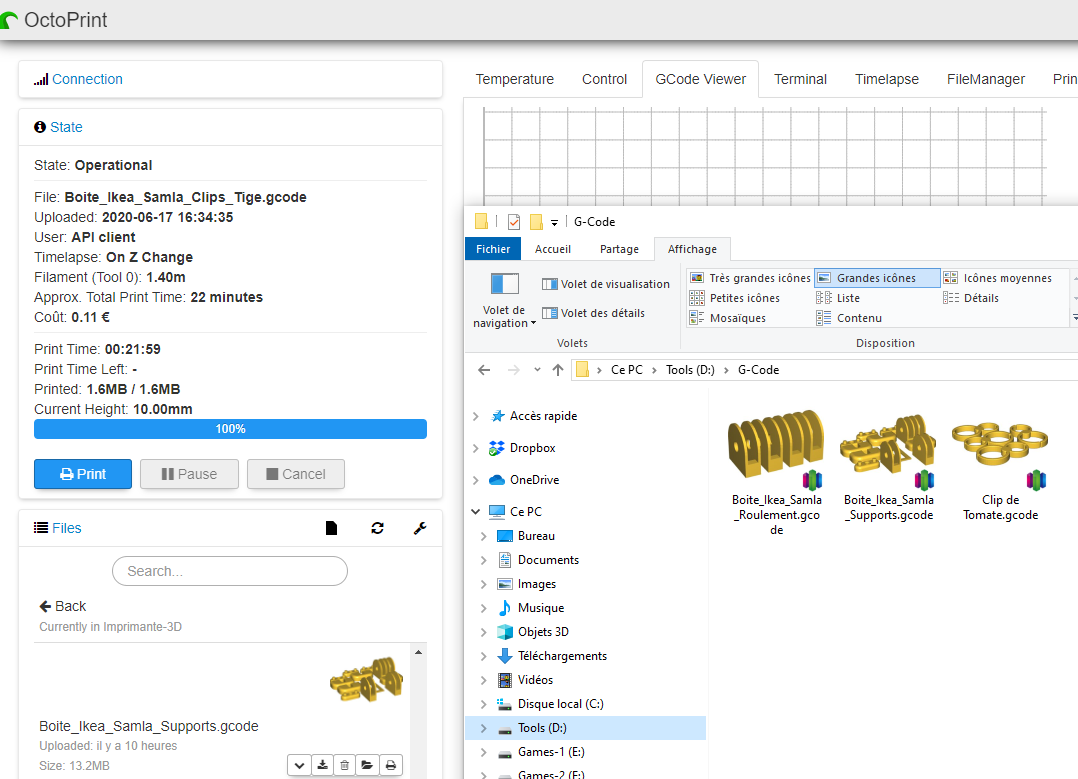 OctoPrint
Connection
State
State: Operational
File: Boite_Ikea_Samla_Clips_Tige.gcode
Uploaded: 2020-06-17 16:34:35
User: API client
Timelapse: On Z Change
Filament (Tool 0): 1.40m
Approx. Total Print Time: 22 minutes
Coût: 0.11 €
Print Time: 00:21:59
Print Time Left: -
Printed: 1.6MB / 1.6MB
Current Height: 10.00mm
100%
Print Pause Cancel
Files
Search...
Back
Currently in Imprimante-3D
Boite_Ikea_Samla_Supports.gcode
Uploaded: il y a 10 heures
Size: 13.2MB
Temperature Control GCode Viewer Terminal Timelapse FileManager Prin
G-Code
Fichier Accueil Partage Affichage
Volet de
navigation
Volet de visualisation
Volet des détails
Volets
Très grandes icônes Grandes icônes Icônes moyennes
Petites icônes Liste Détails
Mosaïques Contenu
Disposition
Ce PC Tools (D:) G-Code
Accès rapide
Dropbox
OneDrive
Ce PC
Bureau
Documents
Images
Musique
Objets 3D
Téléchargements
Vidéos
Disque local (C:)
Tools (D:)
Games-1 (E:)
Games-2 (F:)
Boite_Ikea_Samla
_Roulement.gco
de
Boite_Ikea_Samla
_Supports.gcode
Clip de
Tomate.gcode